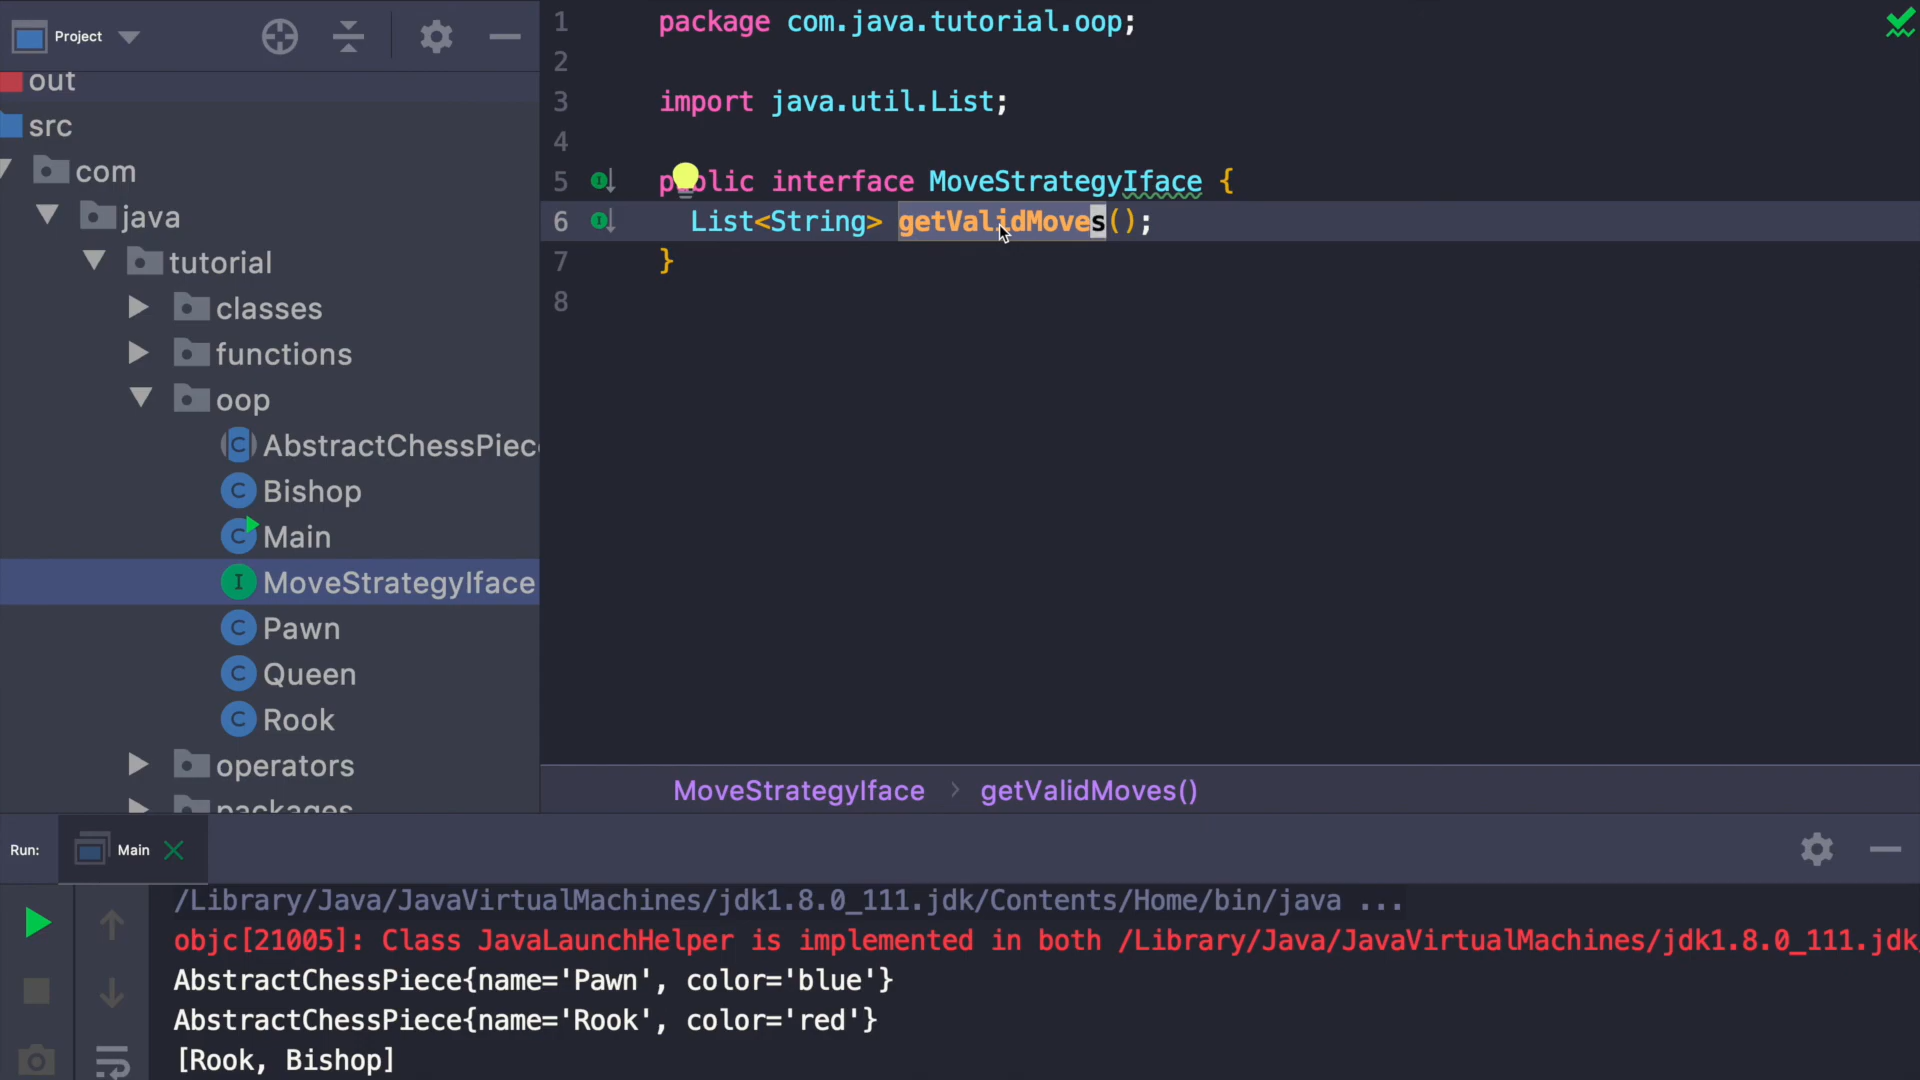 Project
out
src
com
java
tutorial
classes
functions
oop
AbstractChessPiece
Bishop
Main
MoveStrategyIface
Pawn
Queen
Rook
operators
packages
1 package com.java.tutorial.oop;
2
3 import java.util.List;
4
5 public interface MoveStrategyIface {
6 List<String> getValidMoves();
7 }
8
MoveStrategyIface > getValidMoves()
Run: Main
/Library/Java/JavaVirtualMachines/jdk1.8.0_111.jdk/Contents/Home/bin/java ...
objc[21005]: Class JavaLaunchHelper is implemented in both /Library/Java/JavaVirtualMachines/jdk1.8.0_111.jdk
AbstractChessPiece{name='Pawn', color='blue'}
AbstractChessPiece{name='Rook', color='red'}
[Rook, Bishop]